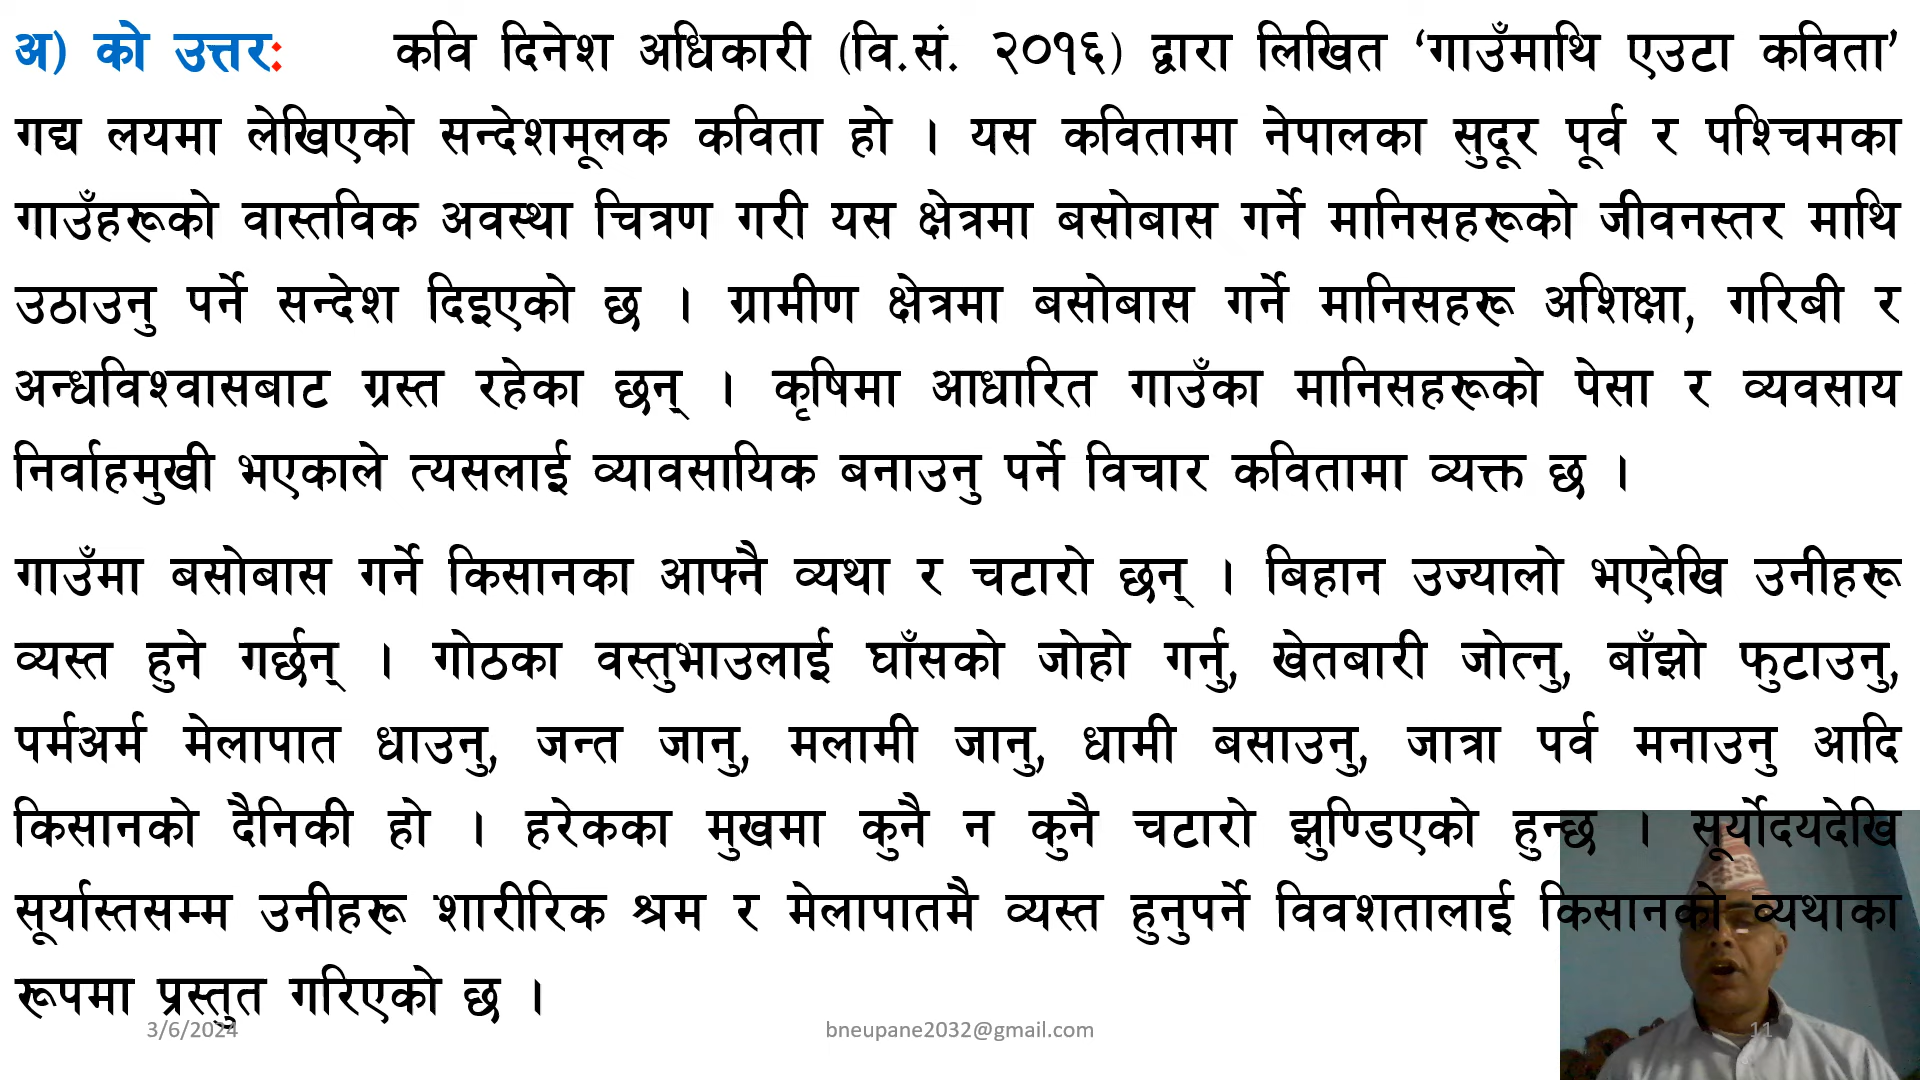 अ) को उत्तरः कवि दिनेश अधिकारी (वि.सं. २०१६) द्वारा लिखित ‘गाउँमाथि एउटा कविता’
गद्य लयमा लेखिएको सन्देशमूलक कविता हो । यस कवितामा नेपालका सुदूर पूर्व र पश्चिमका
गाउँहरूको वास्तविक अवस्था चित्रण गरी यस क्षेत्रमा बसोबास गर्ने मानिसहरूको जीवनस्तर माथि
उठाउनु पर्ने सन्देश दिइएको छ । ग्रामीण क्षेत्रमा बसोबास गर्ने मानिसहरू अशिक्षा, गरिबी र
अन्धविश्वासबाट ग्रस्त रहेका छन् । कृषिमा आधारित गाउँका मानिसहरूको पेसा र व्यवसाय
निर्वाहमुखी भएकाले त्यसलाई व्यावसायिक बनाउनु पर्ने विचार कवितामा व्यक्त छ ।
गाउँमा बसोबास गर्ने किसानका आफ्नै व्यथा र चटारो छन् । बिहान उज्यालो भएदेखि उनीहरू
व्यस्त हुने गर्छन् । गोठका वस्तुभाउलाई घाँसको जोहो गर्नु, खेतबारी जोत्नु, बाँझो फुटाउनु,
पर्मअर्म मेलापात धाउनु, जन्त जानु, मलामी जानु, धामी बसाउनु, जात्रा पर्व मनाउनु आदि
किसानको दैनिकी हो । हरेकका मुखमा कुनै न कुनै चटारो झुण्डिएको हुन्छ । सूर्योदयदेखि
सूर्यास्तसम्म उनीहरू शारीरिक श्रम र मेलापातमै व्यस्त हुनुपर्ने विवशतालाई किसानको व्यथाका
रूपमा प्रस्तुत गरिएको छ ।
3/6/2024 bneupane2032@gmail.com 11